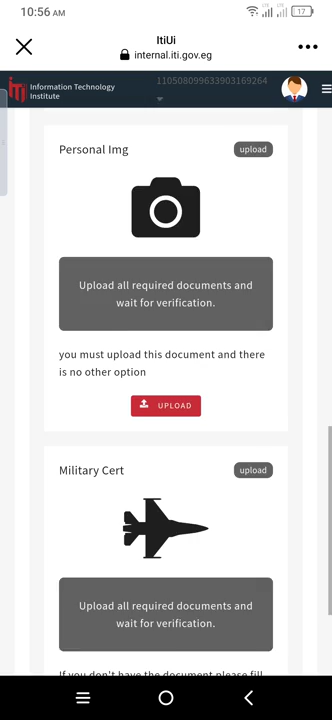 10:56 AM
17
ItiUi
internal.iti.gov.eg
Information Technology
Institute
11050809963390316​9264
Personal Img
upload
Upload all required documents and
wait for verification.
you must upload this document and there
is no other option
UPLOAD
Military Cert
upload
Upload all required documents and
wait for verification.
If you don't have the document please fill